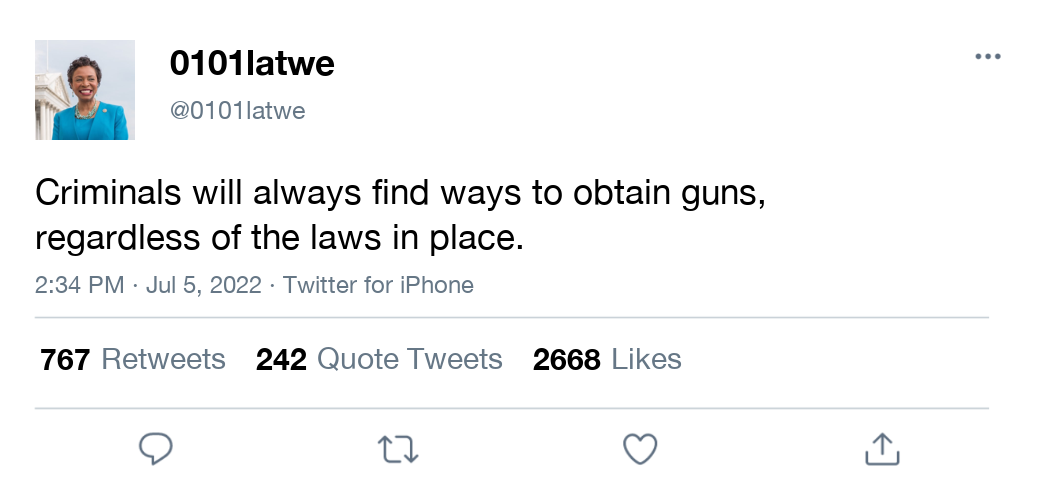 0101latwe
@0101latwe
Criminals will always find ways to obtain guns,
regardless of the laws in place.
2:34 PM · Jul 5, 2022 · Twitter for iPhone
767 Retweets 242 Quote Tweets 2668 Likes